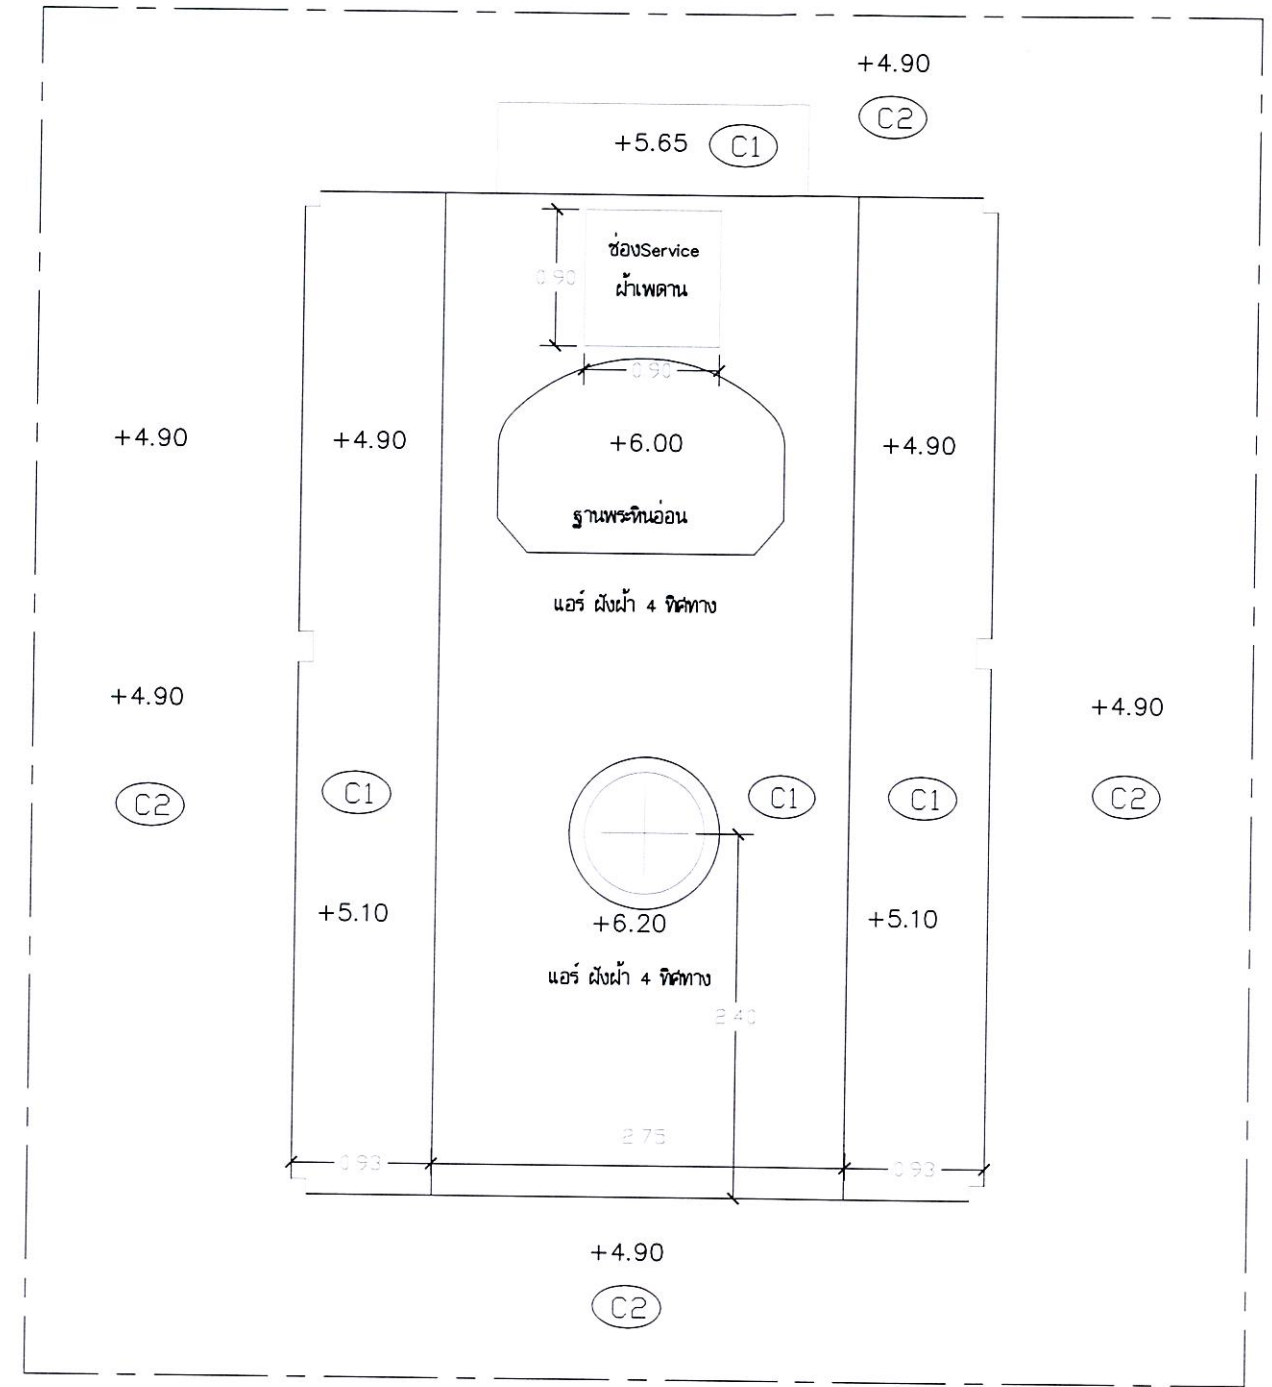 +4.90
C2
+5.65 C1
ช่องService
ฝ้าเพดาน
0.90
0.90
+4.90 +4.90 +6.00 +4.90
ฐานพระหินอ่อน
แอร์ ฝังฝ้า 4 ทิศทาง
+4.90 +4.90
C2 C1 C1 C1 C2
+5.10 +6.20 +5.10
แอร์ ฝังฝ้า 4 ทิศทาง
2.40
2.75
0.93 0.93
+4.90
C2